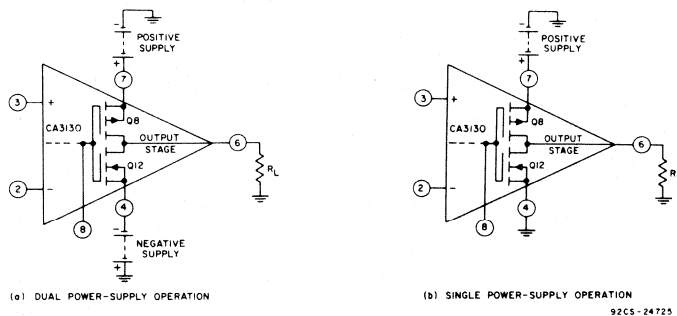 POSITIVE
SUPPLY
-
+
7
3
+
CA3130
Q8
OUTPUT
STAGE
6
RL
Q12
2
-
8
4
-
NEGATIVE
SUPPLY
+
(a) DUAL POWER-SUPPLY OPERATION
POSITIVE
SUPPLY
-
+
7
3
+
CA3130
Q8
OUTPUT
STAGE
6
R
Q12
2
-
8
4
(b) SINGLE POWER-SUPPLY OPERATION
92CS-24725